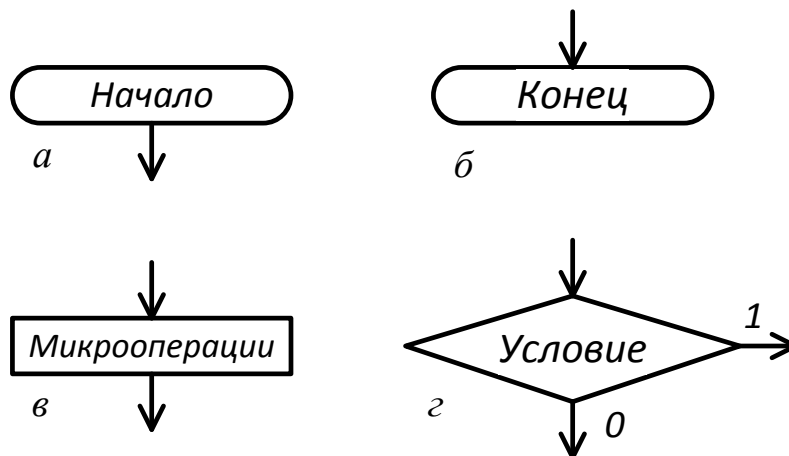 Начало
Конец
а
б
Микрооперации
Условие
1
в
г
0